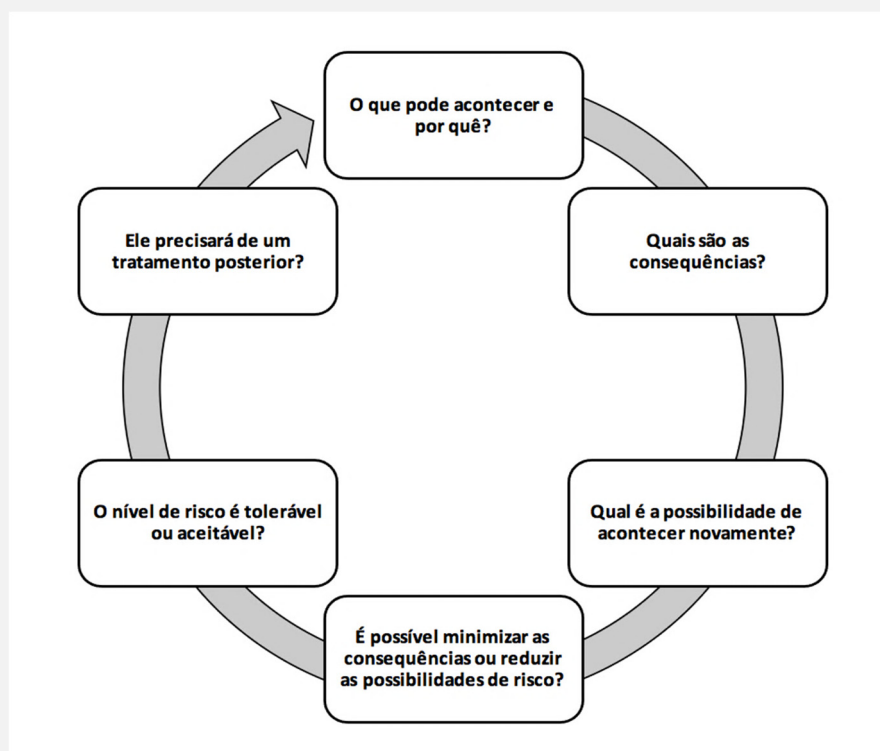 O que pode acontecer e
por quê?
Quais são as
consequências?
Qual é a possibilidade de
acontecer novamente?
É possível minimizar as
consequências ou reduzir
as possibilidades de risco?
O nível de risco é tolerável
ou aceitável?
Ele precisará de um
tratamento posterior?